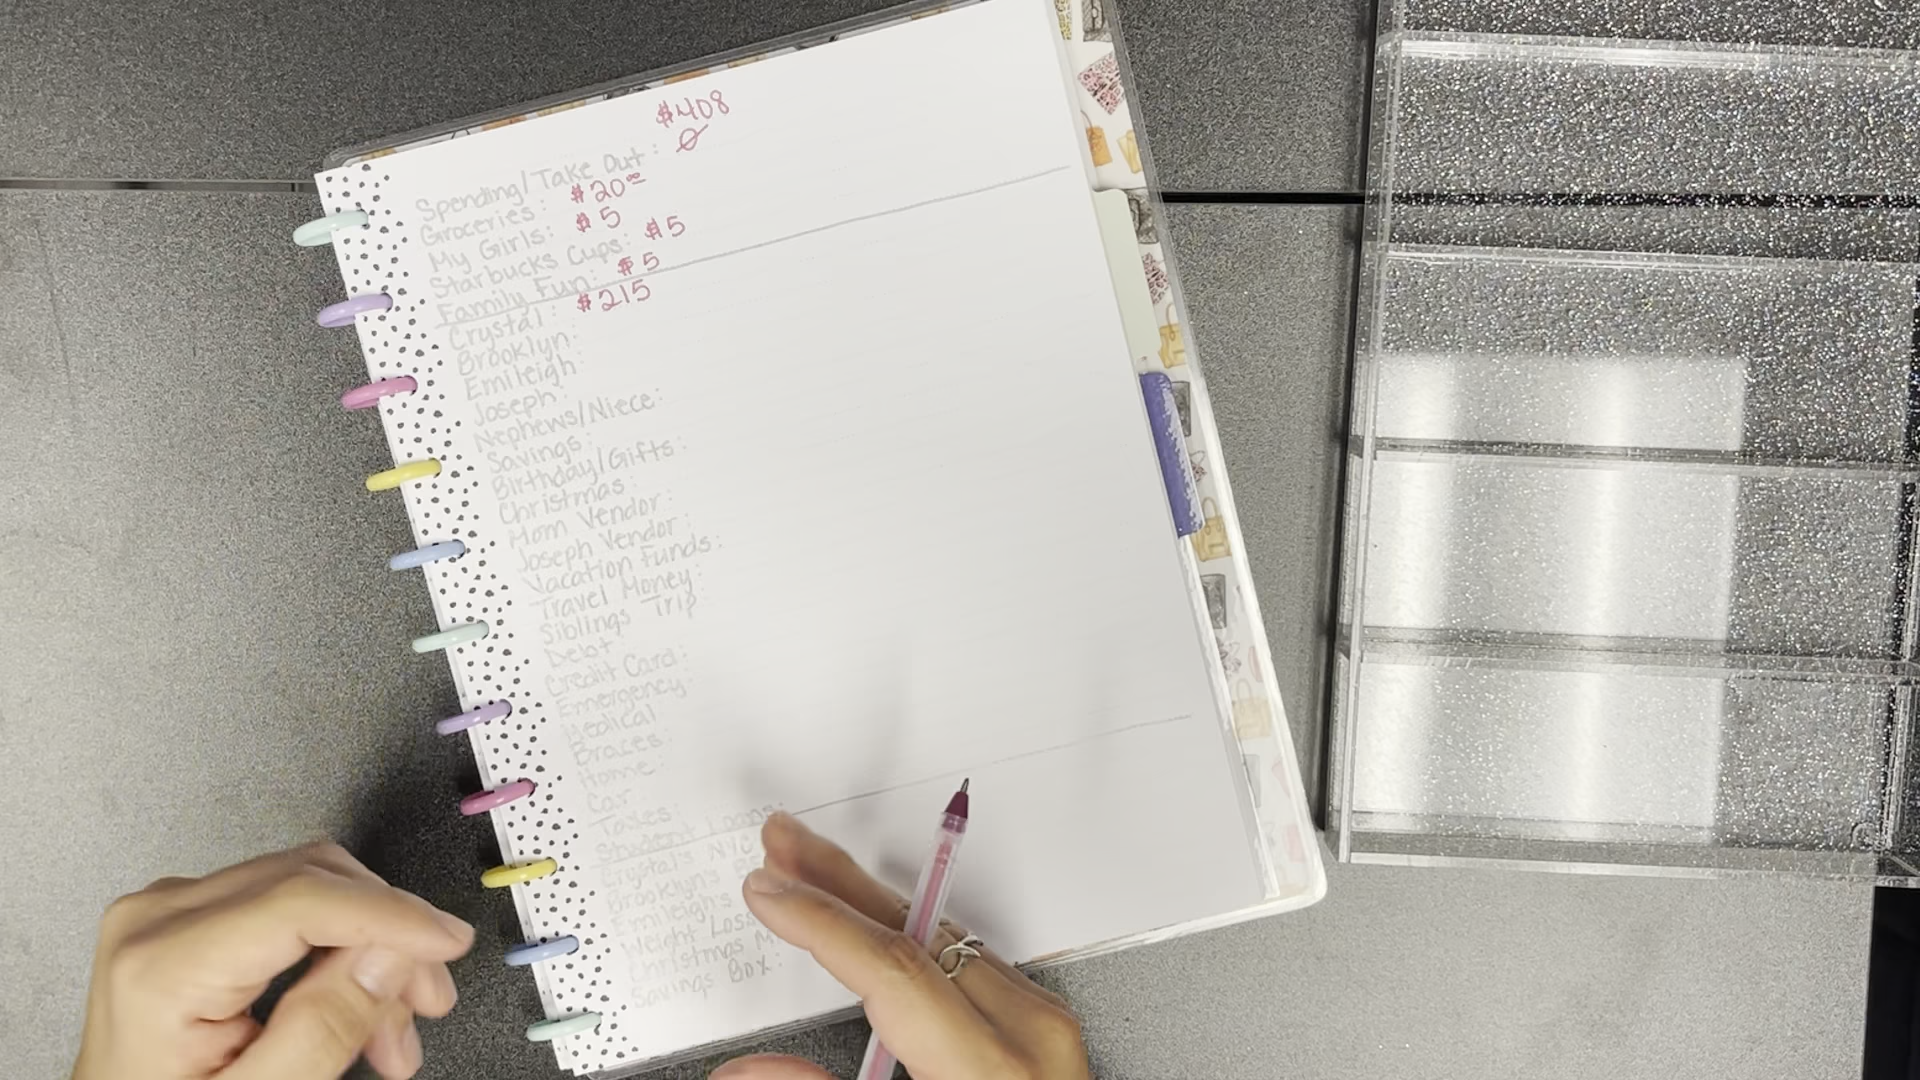 $408
Spending/Take Out: Ø
Groceries: $20⁰⁰
My Girls: $5
Starbucks Cups: $5
Family Fun: $5
Crystal: $215
Brooklyn:
Emileigh:
Joseph:
Nephews/Niece:
Savings:
Birthday/Gifts:
Christmas:
Mom Vendor:
Joseph Vendor:
Vacation Funds:
Travel Money:
Siblings Trip:
Debt
Credit Card:
Emergency:
Medical
Braces:
Home:
Car
Taxes:
Student Loans:
Crystal's NYC
Brooklyn's
Emileigh's
Weight Loss
Christmas M
Savings Box: